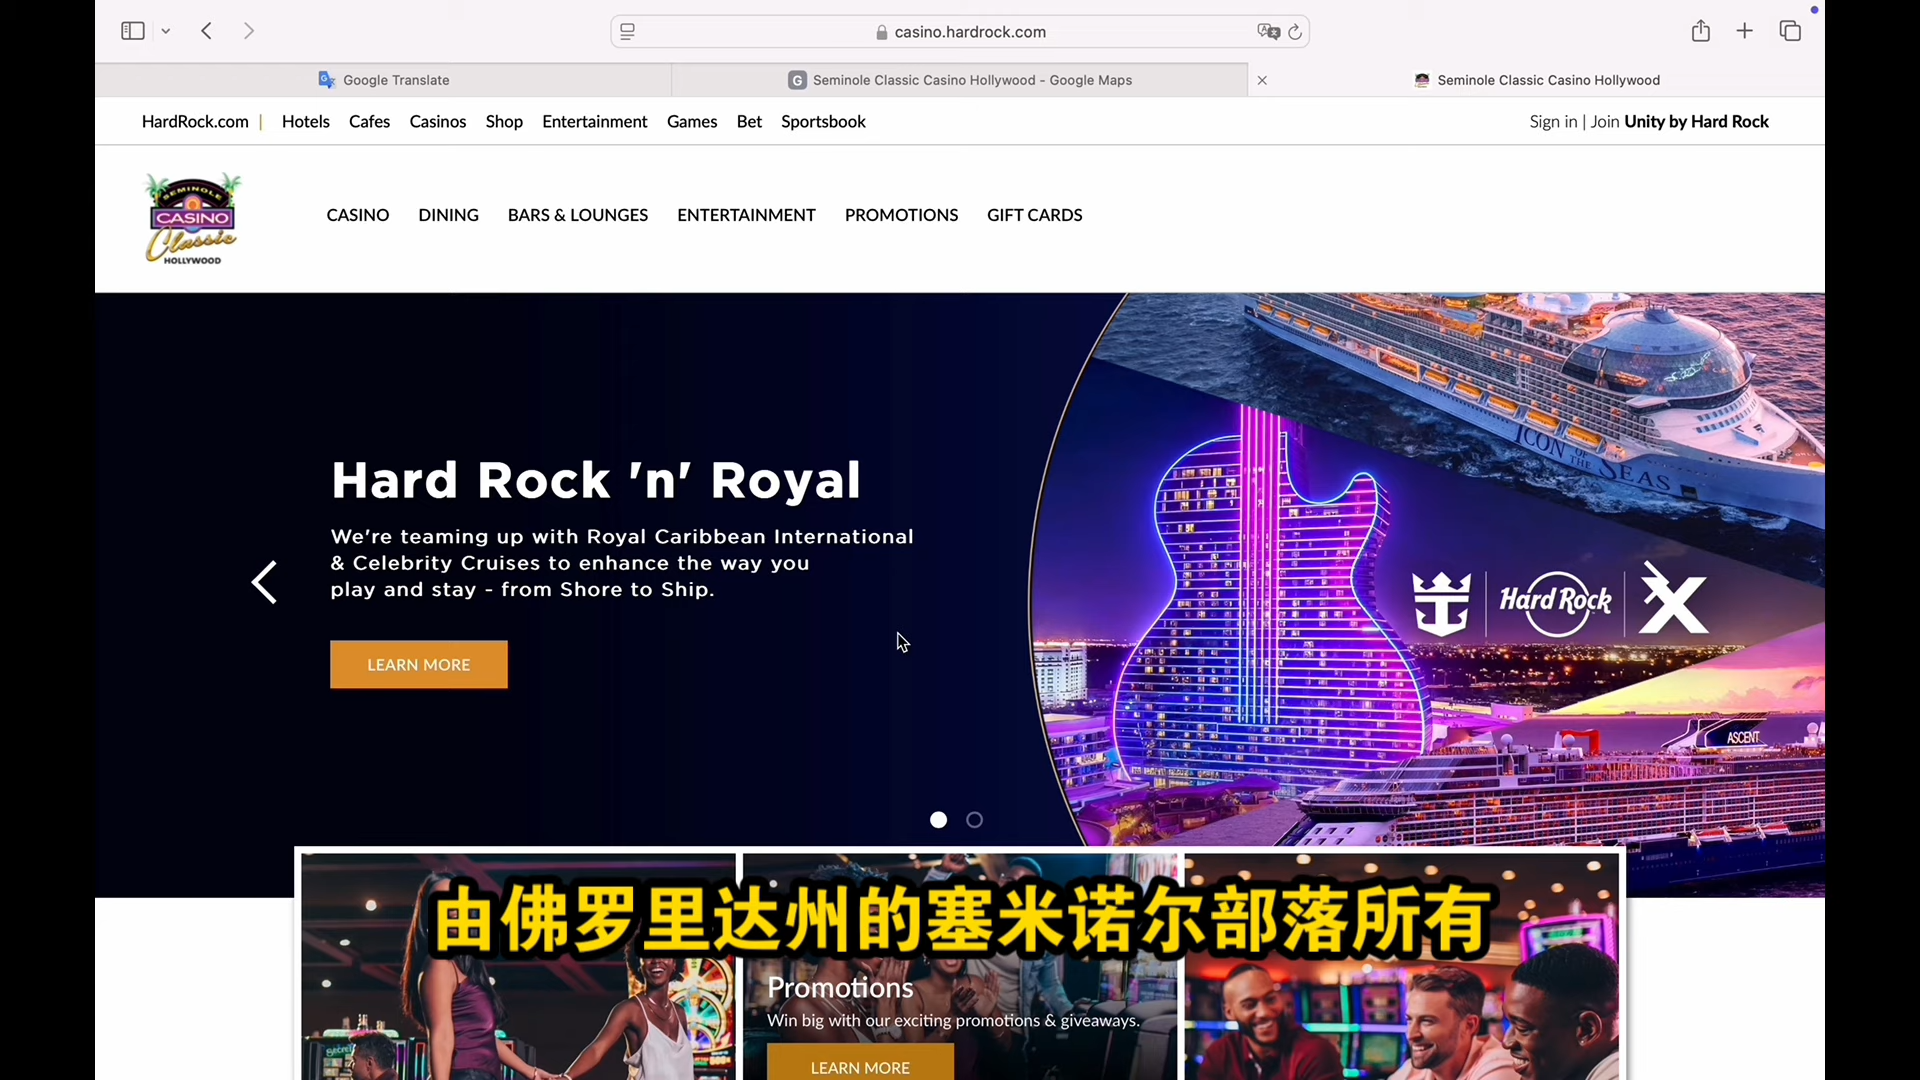 casino.hardrock.com
Google Translate
Seminole Classic Casino Hollywood - Google Maps
Seminole Classic Casino Hollywood
HardRock.com | Hotels Cafes Casinos Shop Entertainment Games Bet Sportsbook
Sign in | Join Unity by Hard Rock
SEMINOLE
CASINO
Classic
HOLLYWOOD
CASINO DINING BARS & LOUNGES ENTERTAINMENT PROMOTIONS GIFT CARDS
ICON OF THE SEAS
Hard Rock 'n' Royal
We're teaming up with Royal Caribbean International
& Celebrity Cruises to enhance the way you
play and stay - from Shore to Ship.
Hard Rock
LEARN MORE
ASCENT
由佛罗里达州的塞米诺尔部落所有
Promotions
Win big with our exciting promotions & giveaways.
LEARN MORE